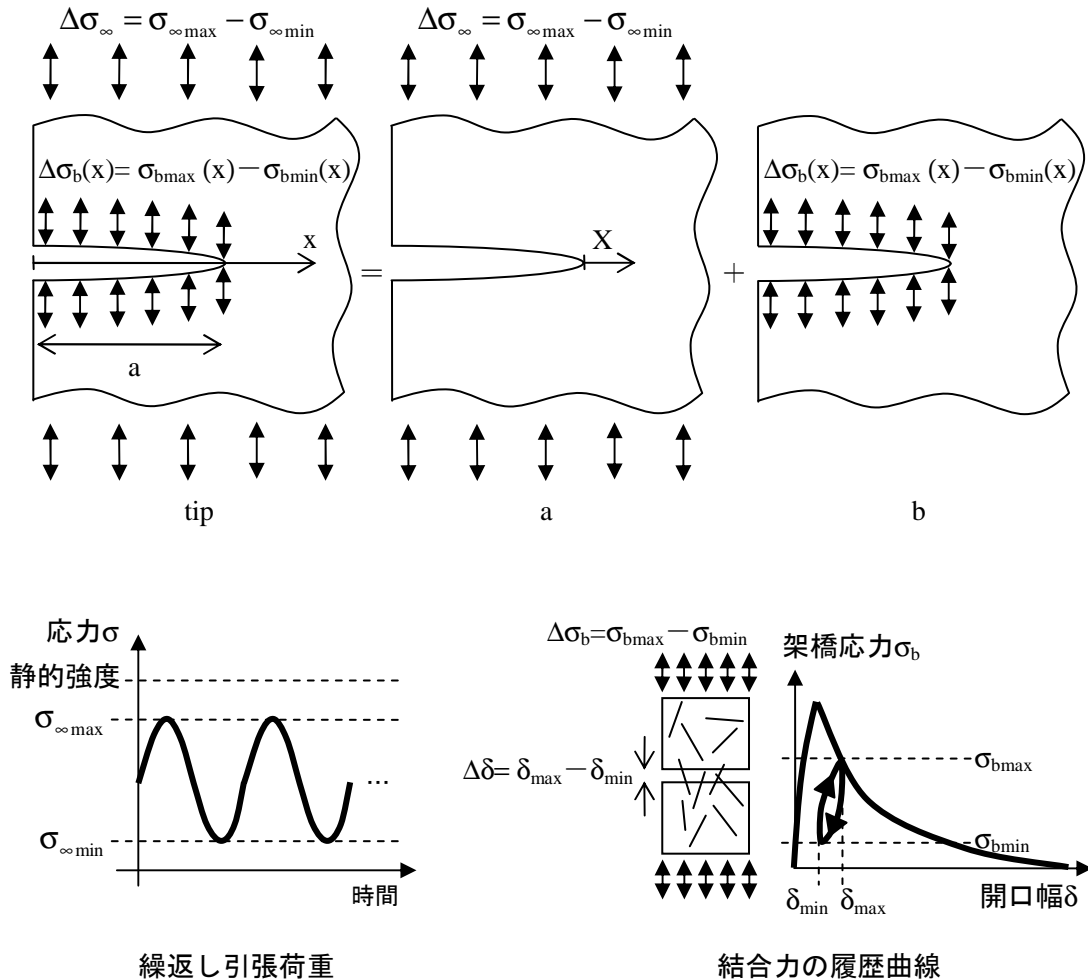 Δσ∞ = σ∞max − σ∞min
Δσ∞ = σ∞max − σ∞min
Δσb(x)= σbmax (x)−σbmin(x)
x
a
tip
=
X
a
+
Δσb(x)= σbmax (x)−σbmin(x)
b
応力σ
静的強度
σ∞max
σ∞min
...
時間
繰返し引張荷重
Δσb=σbmax−σbmin
Δδ= δmax−δmin
架橋応力σb
σbmax
σbmin
δmin
δmax
開口幅δ
結合力の履歴曲線